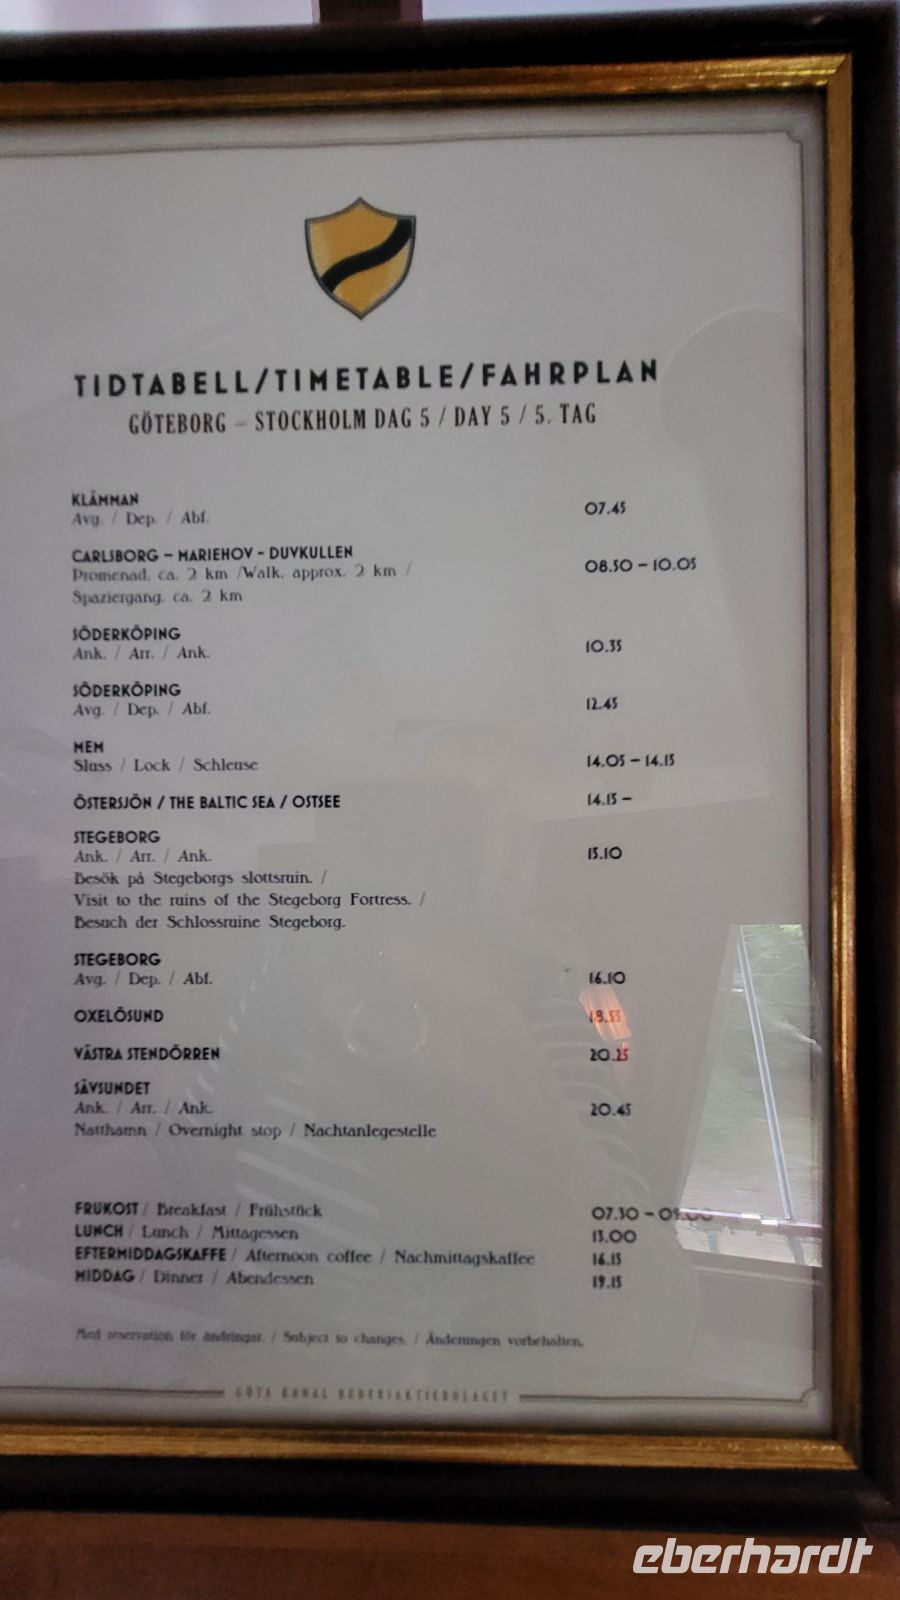 TIDTABELL/TIMETABLE/FAHRPLAN
GÖTEBORG – STOCKHOLM DAG 5 / DAY 5 / 5. TAG
KLÄMMAN
Avg. / Dep. / Abf. 07.45
CARLSBORG – MARIEHOV - DUVKULLEN
Promenad, ca. 2 km /Walk, approx. 2 km / 08.50 – 10.05
Spaziergang, ca. 2 km
SÖDERKÖPING
Ank. / Arr. / Ank. 10.35
SÖDERKÖPING
Avg. / Dep. / Abf. 12.45
MEM
Sluss / Lock / Schleuse 14.05 – 14.15
ÖSTERSJÖN / THE BALTIC SEA / OSTSEE 14.15 –
STEGEBORG
Ank. / Arr. / Ank. 15.10
Besök på Stegeborgs slottsruin. /
Visit to the ruins of the Stegeborg Fortress. /
Besuch der Schlossruine Stegeborg.
STEGEBORG
Avg. / Dep. / Abf. 16.10
OXELÖSUND
VÄSTRA STENDÖRREN 20.25
SÄVSUNDET
Ank. / Arr. / Ank. 20.45
Natthamn / Overnight stop / Nachtanlegestelle
FRUKOST / Breakfast / Frühstück 07.30 – 09.00
LUNCH / Lunch / Mittagessen 13.00
EFTERMIDDAGSKAFFE / Afternoon coffee / Nachmittagskaffee 16.15
MIDDAG / Dinner / Abendessen 19.15
Med reservation för ändringar. / Subject to changes. / Änderungen vorbehalten.
GÖTA KANAL REDERIAKTIEBOLAGET
eberhardt